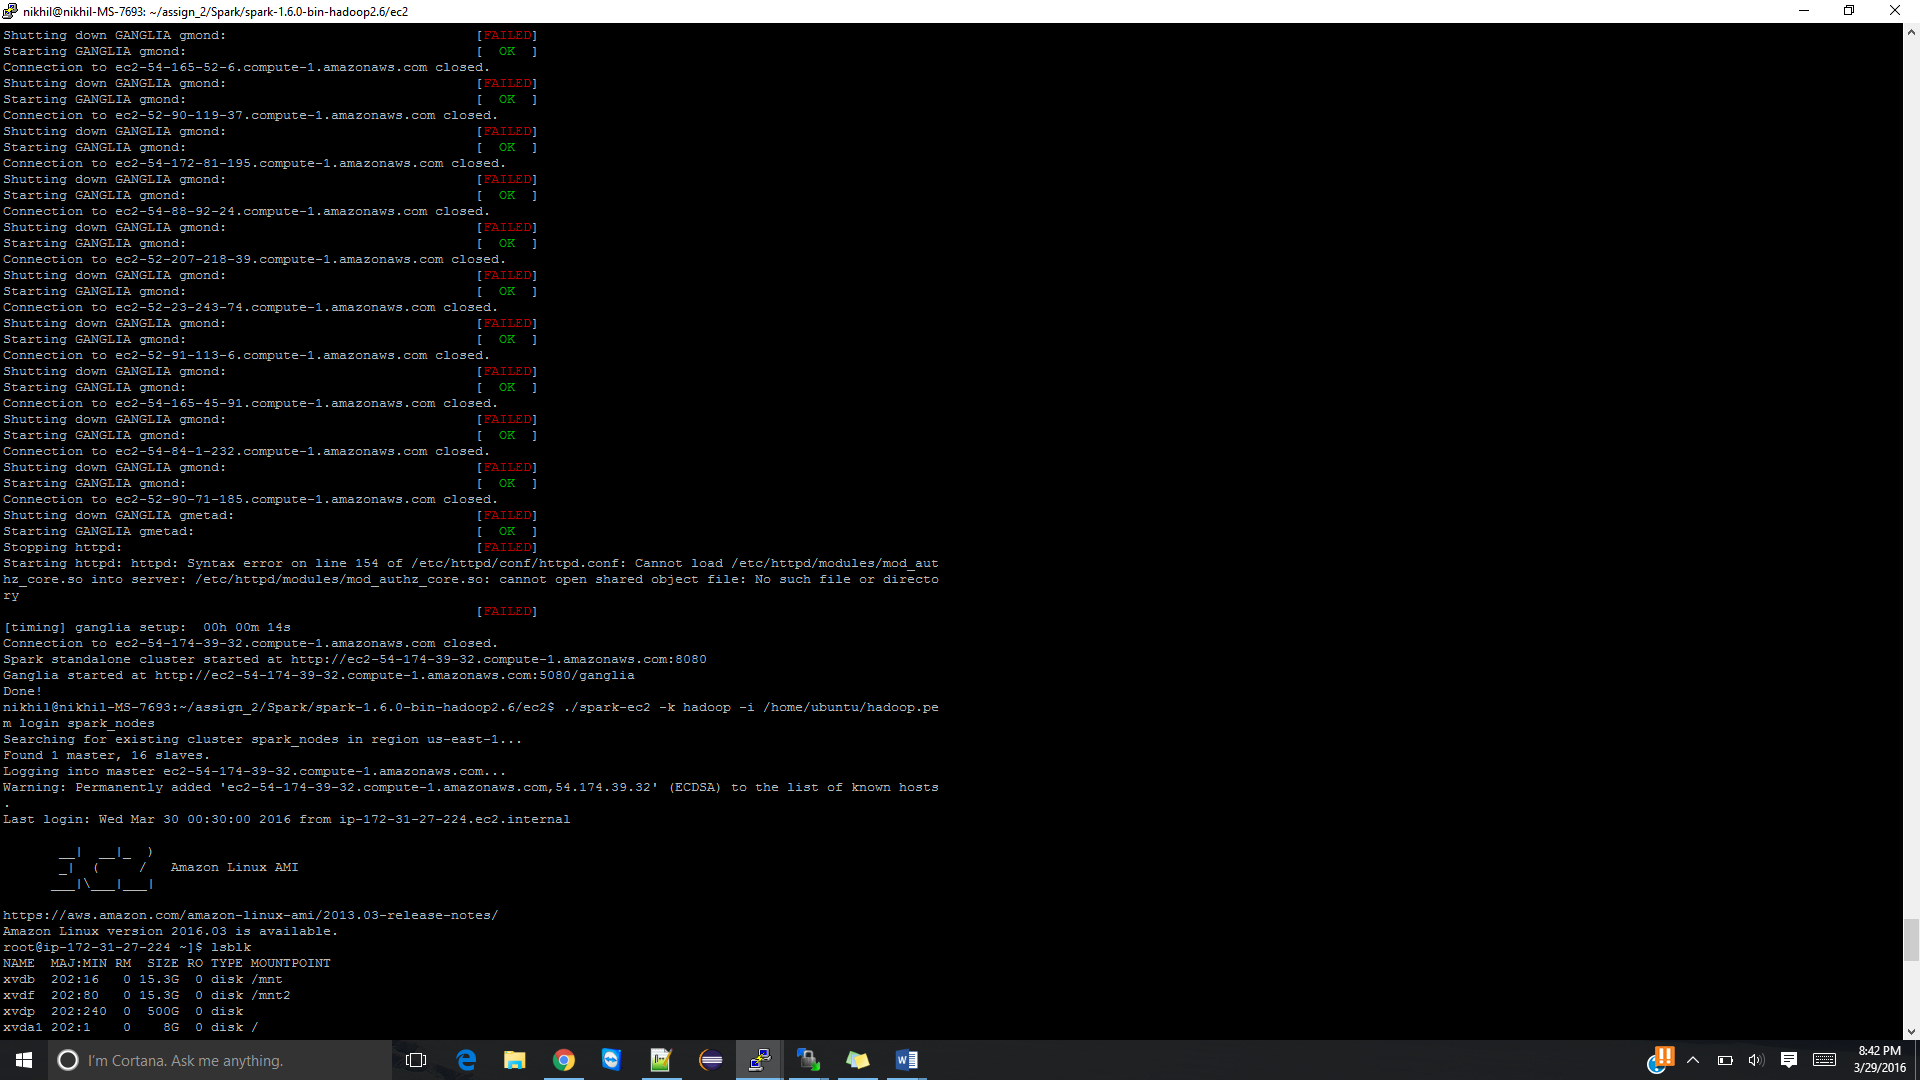 nikhil@nikhil-MS-7693: ~/assign_2/Spark/spark-1.6.0-bin-hadoop2.6/ec2
Shutting down GANGLIA gmond: [FAILED]
Starting GANGLIA gmond: [ OK ]
Connection to ec2-54-165-52-6.compute-1.amazonaws.com closed.
Shutting down GANGLIA gmond: [FAILED]
Starting GANGLIA gmond: [ OK ]
Connection to ec2-52-90-119-37.compute-1.amazonaws.com closed.
Shutting down GANGLIA gmond: [FAILED]
Starting GANGLIA gmond: [ OK ]
Connection to ec2-54-172-81-195.compute-1.amazonaws.com closed.
Shutting down GANGLIA gmond: [FAILED]
Starting GANGLIA gmond: [ OK ]
Connection to ec2-54-88-92-24.compute-1.amazonaws.com closed.
Shutting down GANGLIA gmond: [FAILED]
Starting GANGLIA gmond: [ OK ]
Connection to ec2-52-207-218-39.compute-1.amazonaws.com closed.
Shutting down GANGLIA gmond: [FAILED]
Starting GANGLIA gmond: [ OK ]
Connection to ec2-52-23-243-74.compute-1.amazonaws.com closed.
Shutting down GANGLIA gmond: [FAILED]
Starting GANGLIA gmond: [ OK ]
Connection to ec2-52-91-113-6.compute-1.amazonaws.com closed.
Shutting down GANGLIA gmond: [FAILED]
Starting GANGLIA gmond: [ OK ]
Connection to ec2-54-165-45-91.compute-1.amazonaws.com closed.
Shutting down GANGLIA gmond: [FAILED]
Starting GANGLIA gmond: [ OK ]
Connection to ec2-54-84-1-232.compute-1.amazonaws.com closed.
Shutting down GANGLIA gmond: [FAILED]
Starting GANGLIA gmond: [ OK ]
Connection to ec2-52-90-71-185.compute-1.amazonaws.com closed.
Shutting down GANGLIA gmetad: [FAILED]
Starting GANGLIA gmetad: [ OK ]
Stopping httpd: [FAILED]
Starting httpd: httpd: Syntax error on line 154 of /etc/httpd/conf/httpd.conf: Cannot load /etc/httpd/modules/mod_aut
hz_core.so into server: /etc/httpd/modules/mod_authz_core.so: cannot open shared object file: No such file or directo
ry
[FAILED]
[timing] ganglia setup:  00h 00m 14s
Connection to ec2-54-174-39-32.compute-1.amazonaws.com closed.
Spark standalone cluster started at http://ec2-54-174-39-32.compute-1.amazonaws.com:8080
Ganglia started at http://ec2-54-174-39-32.compute-1.amazonaws.com:5080/ganglia
Done!
nikhil@nikhil-MS-7693:~/assign_2/Spark/spark-1.6.0-bin-hadoop2.6/ec2$ ./spark-ec2 -k hadoop -i /home/ubuntu/hadoop.pe
m login spark_nodes
Searching for existing cluster spark_nodes in region us-east-1...
Found 1 master, 16 slaves.
Logging into master ec2-54-174-39-32.compute-1.amazonaws.com...
Warning: Permanently added 'ec2-54-174-39-32.compute-1.amazonaws.com,54.174.39.32' (ECDSA) to the list of known hosts
.
Last login: Wed Mar 30 00:30:00 2016 from ip-172-31-27-224.ec2.internal
       __|  __|_  )
       _|  (     /   Amazon Linux AMI
      ___|\___|___|
https://aws.amazon.com/amazon-linux-ami/2013.03-release-notes/
Amazon Linux version 2016.03 is available.
root@ip-172-31-27-224 ~]$ lsblk
NAME  MAJ:MIN RM  SIZE RO TYPE MOUNTPOINT
xvdb  202:16   0 15.3G  0 disk /mnt
xvdf  202:80   0 15.3G  0 disk /mnt2
xvdp  202:240  0  500G  0 disk
xvda1 202:1    0    8G  0 disk /
I'm Cortana. Ask me anything.
8:42 PM
3/29/2016